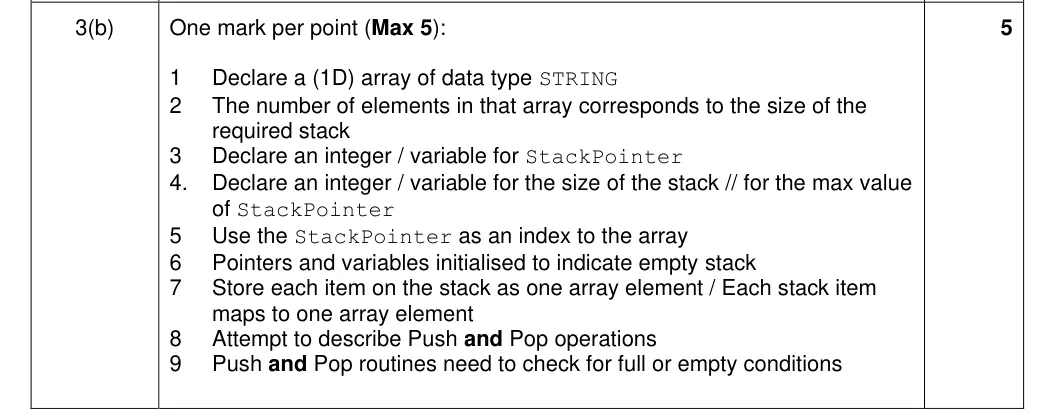 3(b) One mark per point (Max 5): 5
1 Declare a (1D) array of data type STRING
2 The number of elements in that array corresponds to the size of the
required stack
3 Declare an integer / variable for StackPointer
4. Declare an integer / variable for the size of the stack // for the max value
of StackPointer
5 Use the StackPointer as an index to the array
6 Pointers and variables initialised to indicate empty stack
7 Store each item on the stack as one array element / Each stack item
maps to one array element
8 Attempt to describe Push and Pop operations
9 Push and Pop routines need to check for full or empty conditions